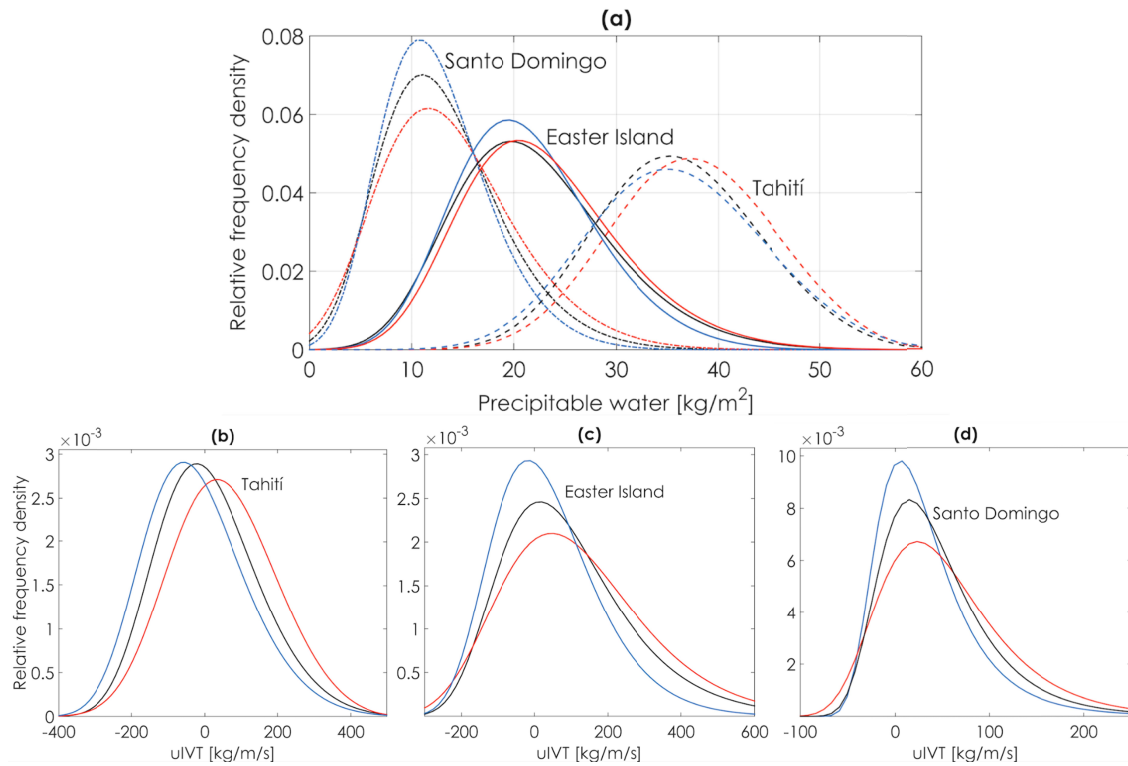 (a)
0.08
0.06
0.04
0.02
0
Relative frequency density
Santo Domingo
Easter Island
Tahití
0 10 20 30 40 50 60
Precipitable water [kg/m²]
(b)
×10⁻³
3
2.5
2
1.5
1
0.5
0
Relative frequency density
Tahití
-400 -200 0 200 400
uIVT [kg/m/s]
(c)
×10⁻³
3
2.5
2
1.5
1
0.5
Easter Island
-200 0 200 400 600
uIVT [kg/m/s]
(d)
×10⁻³
10
8
6
4
2
Santo Domingo
-100 0 100 200
uIVT [kg/m/s]